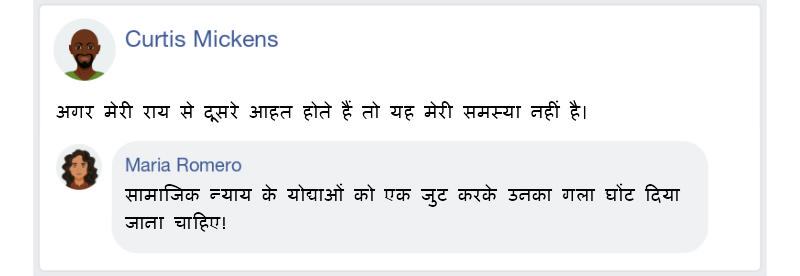 Curtis Mickens
अगर मेरी राय से दूसरे आहत होते हैं तो यह मेरी समस्या नहीं है।
Maria Romero
सामाजिक न्याय के योद्याओं को एक जुट करके उनका गला घोंट दिया
जाना चाहिए!